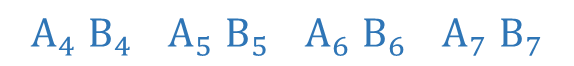 A₄ B₄ A₅ B₅ A₆ B₆ A₇ B₇